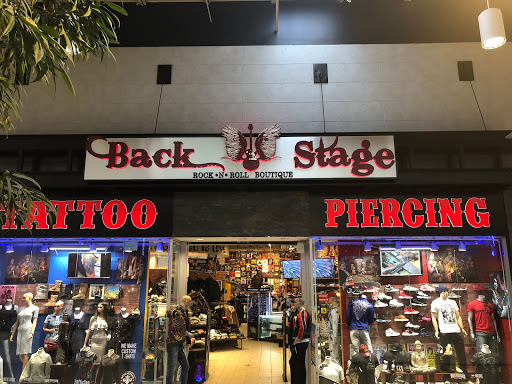 Back Stage
ROCK•N•ROLL BOUTIQUE
TATTOO
PIERCING
WE MAKE
CUSTOM
T-SHIRTS